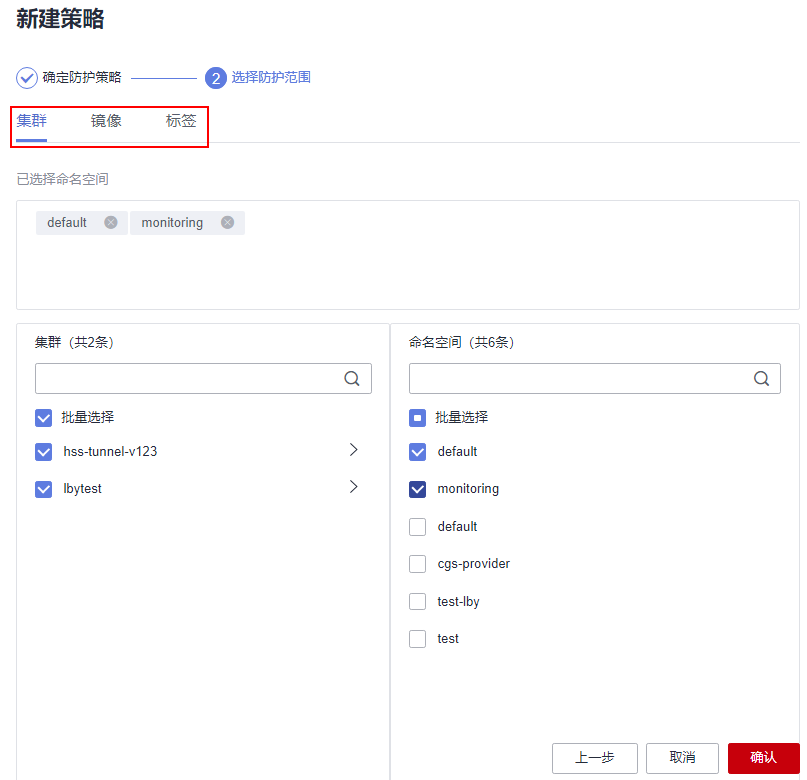 新建策略
确定防护策略 2 选择防护范围
集群 镜像 标签
已选择命名空间
default monitoring
集群（共2条）
批量选择
hss-tunnel-v123
lbytest
命名空间（共6条）
批量选择
default
monitoring
default
cgs-provider
test-lby
test
上一步 取消 确认